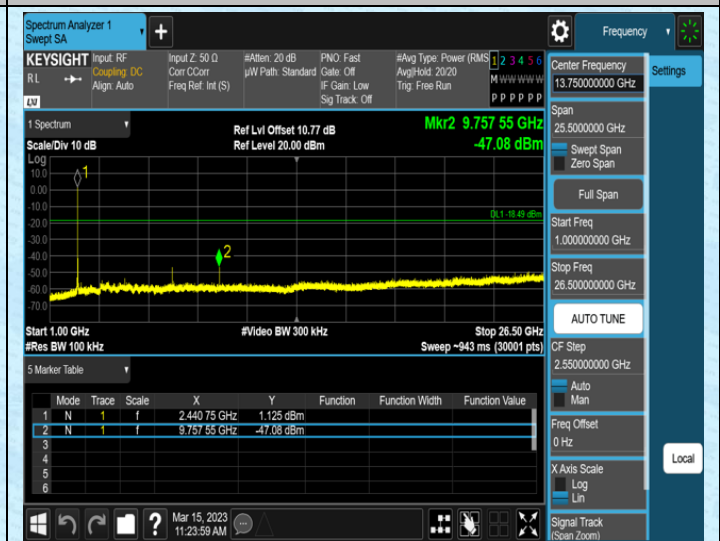 Spectrum Analyzer 1
Swept SA
+
Frequency
KEYSIGHT Input: RF Input Z: 50 Ω #Atten: 20 dB PNO: Fast #Avg Type: Power (RMS 1 2 3 4 5 6
RL Coupling: DC Corr CCorr µW Path: Standard Gate: Off Avg|Hold: 20/20 M W W W W W
Align: Auto Freq Ref: Int (S) IF Gain: Low Trig: Free Run
Sig Track: Off P P P P P P
LXI
1 Spectrum
Scale/Div 10 dB
Ref Lvl Offset 10.77 dB
Ref Level 20.00 dBm
Mkr2 9.757 55 GHz
-47.08 dBm
Log
10.0
0.00
-10.0
-20.0
-30.0
-40.0
-50.0
-60.0
-70.0
1
2
DL1 -18.49 dBm
Start 1.00 GHz #Video BW 300 kHz Stop 26.50 GHz
#Res BW 100 kHz Sweep ~943 ms (30001 pts)
5 Marker Table
Mode Trace Scale X Y Function Function Width Function Value
1 N 1 f 2.440 75 GHz 1.125 dBm
2 N 1 f 9.757 55 GHz -47.08 dBm
3
4
5
6
?
Mar 15, 2023
11:23:59 AM
Center Frequency
13.750000000 GHz
Span
25.5000000 GHz
Swept Span
Zero Span
Full Span
Start Freq
1.000000000 GHz
Stop Freq
26.500000000 GHz
AUTO TUNE
CF Step
2.550000000 GHz
Auto
Man
Freq Offset
0 Hz
X Axis Scale
Log
Lin
Signal Track
(Span Zoom)
Settings
Local